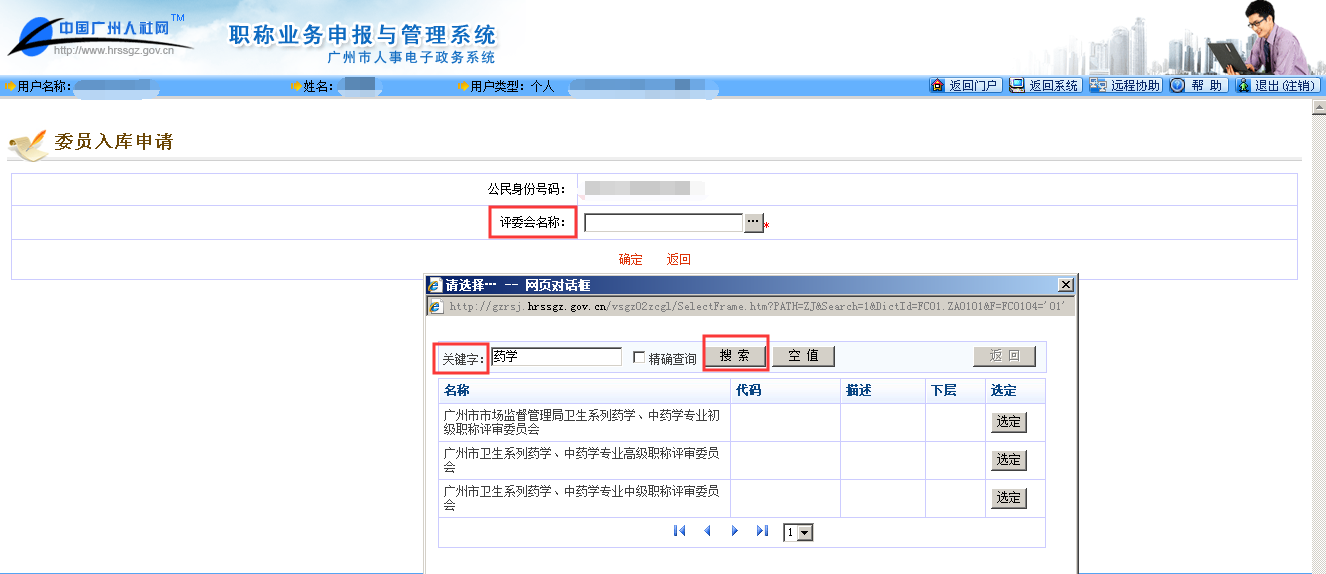 中国广州人社网TM
http://www.hrssgz.gov.cn
职称业务申报与管理系统
广州市人事电子政务系统
用户名称： 姓名： 用户类型：个人 返回门户 返回系统 远程协助 帮 助 退出(注销)
委员入库申请
公民身份号码：
评委会名称： ... *
确定 返回
请选择… -- 网页对话框
http://gzrsj.hrssgz.gov.cn/vsgz02zcgl/SelectFrame.htm?PATH=ZJ&Search=1&DictId=FC01.ZA0101&F=FC0104='01'
关键字： 药学 精确查询 搜 索 空 值 返 回
名称 代码 描述 下层 选定
广州市市场监督管理局卫生系列药学、中药学专业初
级职称评审委员会
选定
广州市卫生系列药学、中药学专业高级职称评审委员
会
选定
广州市卫生系列药学、中药学专业中级职称评审委员
会
选定
1